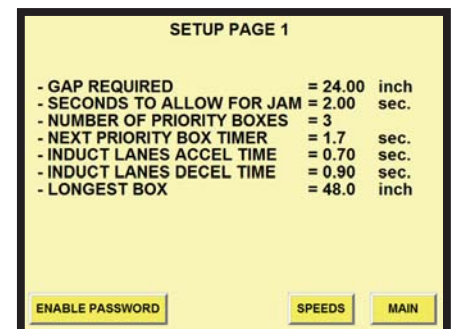 SETUP PAGE 1
- GAP REQUIRED = 24.00 inch
- SECONDS TO ALLOW FOR JAM = 2.00 sec.
- NUMBER OF PRIORITY BOXES = 3
- NEXT PRIORITY BOX TIMER = 1.7 sec.
- INDUCT LANES ACCEL TIME = 0.70 sec.
- INDUCT LANES DECEL TIME = 0.90 sec.
- LONGEST BOX = 48.0 inch
ENABLE PASSWORD SPEEDS MAIN